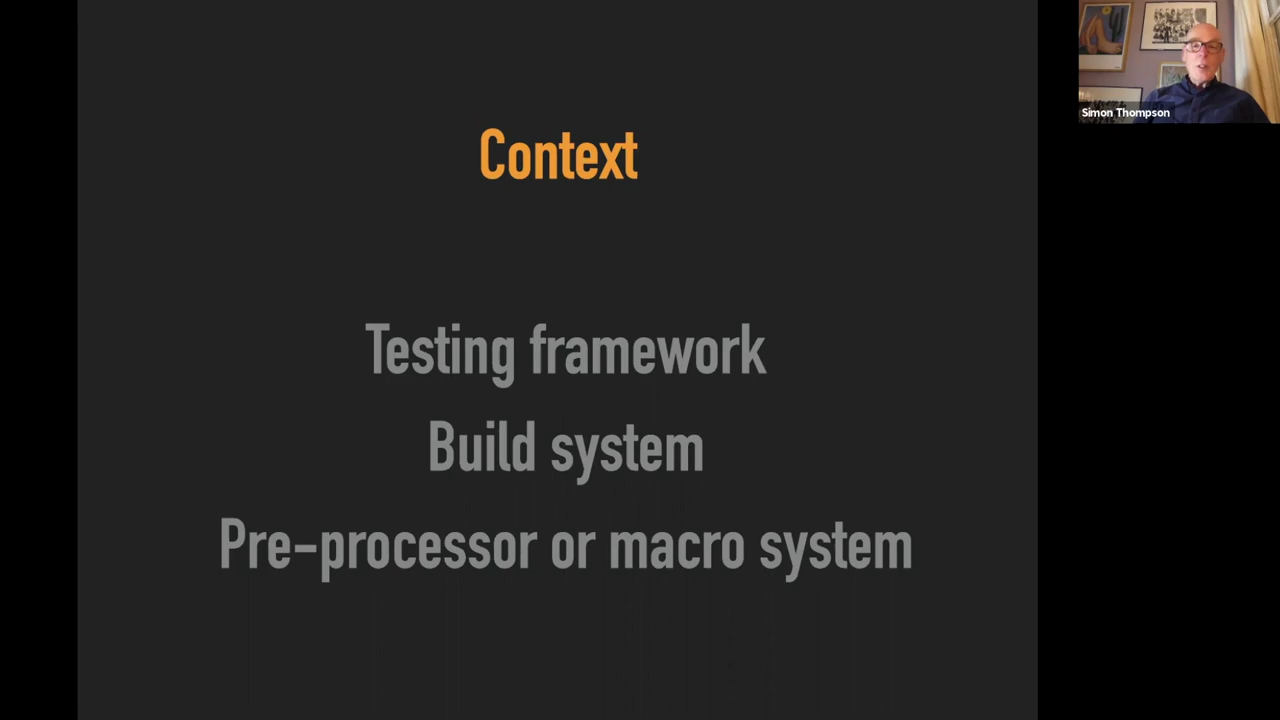 Context
Testing framework
Build system
Pre-processor or macro system
Simon Thompson